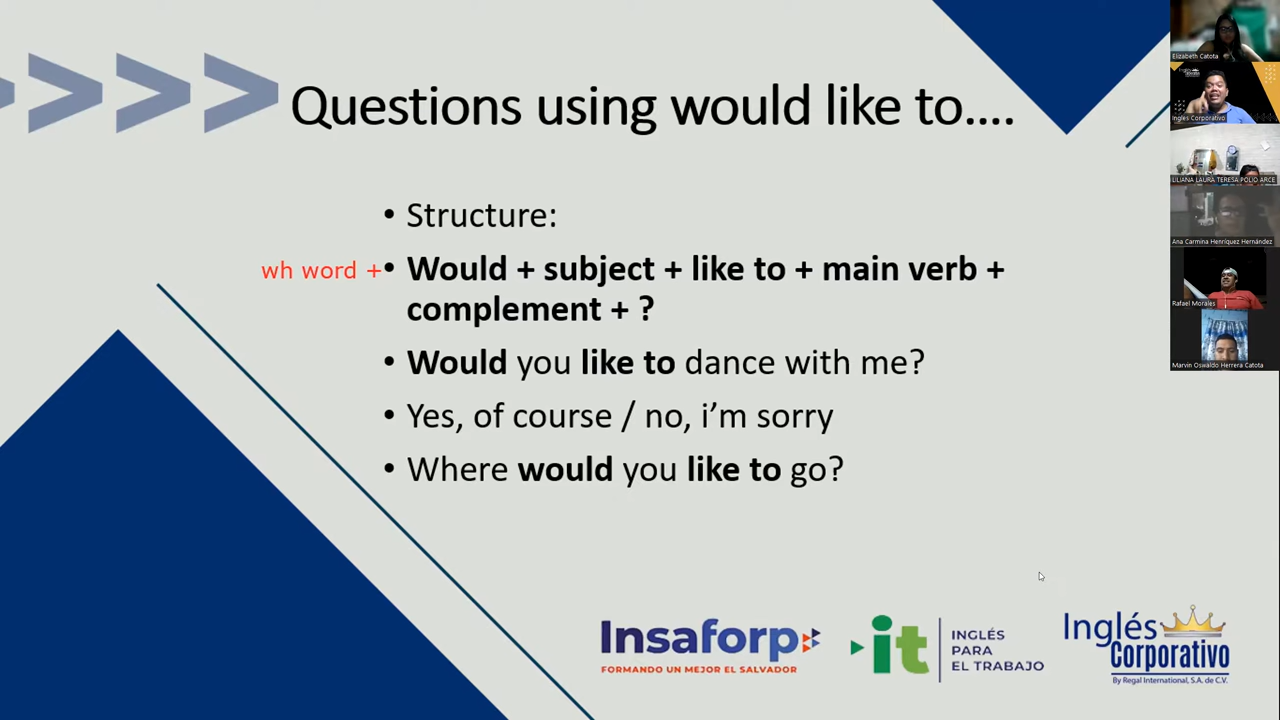 Questions using would like to....
• Structure:
wh word +
• Would + subject + like to + main verb +
complement + ?
• Would you like to dance with me?
• Yes, of course / no, i'm sorry
• Where would you like to go?
Insaforp
FORMANDO UN MEJOR EL SALVADOR
it
INGLÉS
PARA
EL TRABAJO
Inglés
Corporativo
By Regal International, S.A. de C.V.
Elizabeth Catota
Inglés Corporativo
LILIANA LAURA TERESA POLIO ARCE
Ana Carmina Henríquez Hernández
Rafael Morales
Marvin Oswaldo Herrera Catota